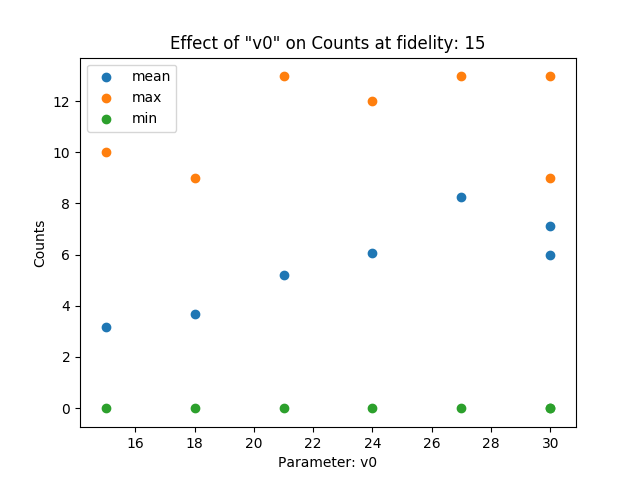 Effect of "v0" on Counts at fidelity: 15
mean
max
min
12
10
8
6
4
2
0
Counts
16 18 20 22 24 26 28 30
Parameter: v0